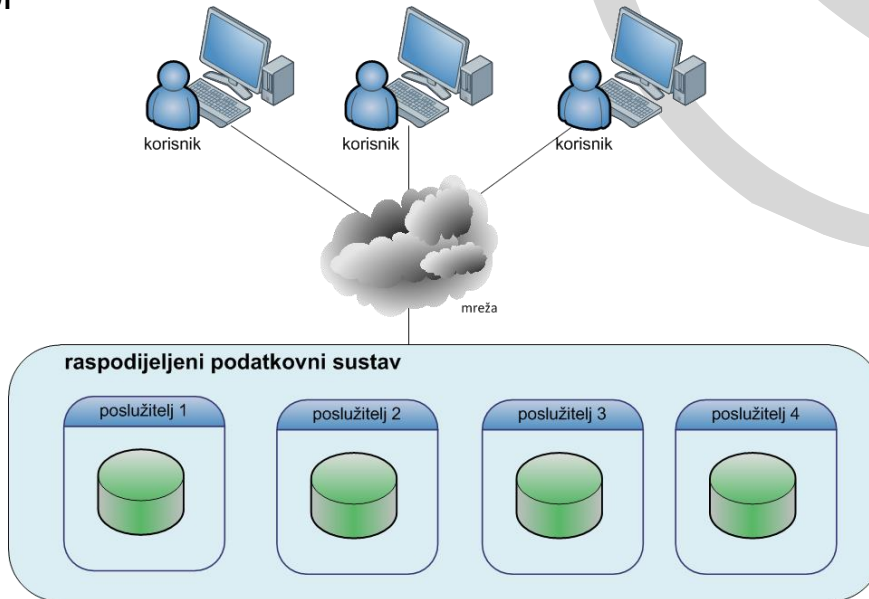 korisnik
korisnik
korisnik
mreža
raspodijeljeni podatkovni sustav
poslužitelj 1
poslužitelj 2
poslužitelj 3
poslužitelj 4